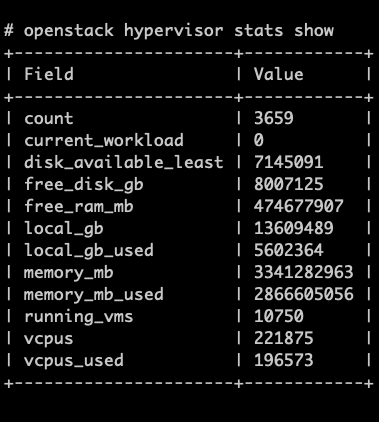 # openstack hypervisor stats show
+----------------------+------------+
| Field                | Value      |
+----------------------+------------+
| count                | 3659       |
| current_workload     | 0          |
| disk_available_least | 7145091    |
| free_disk_gb         | 8007125    |
| free_ram_mb          | 474677907  |
| local_gb             | 13609489   |
| local_gb_used        | 5602364    |
| memory_mb            | 3341282963 |
| memory_mb_used       | 2866605056 |
| running_vms          | 10750      |
| vcpus                | 221875     |
| vcpus_used           | 196573     |
+----------------------+------------+